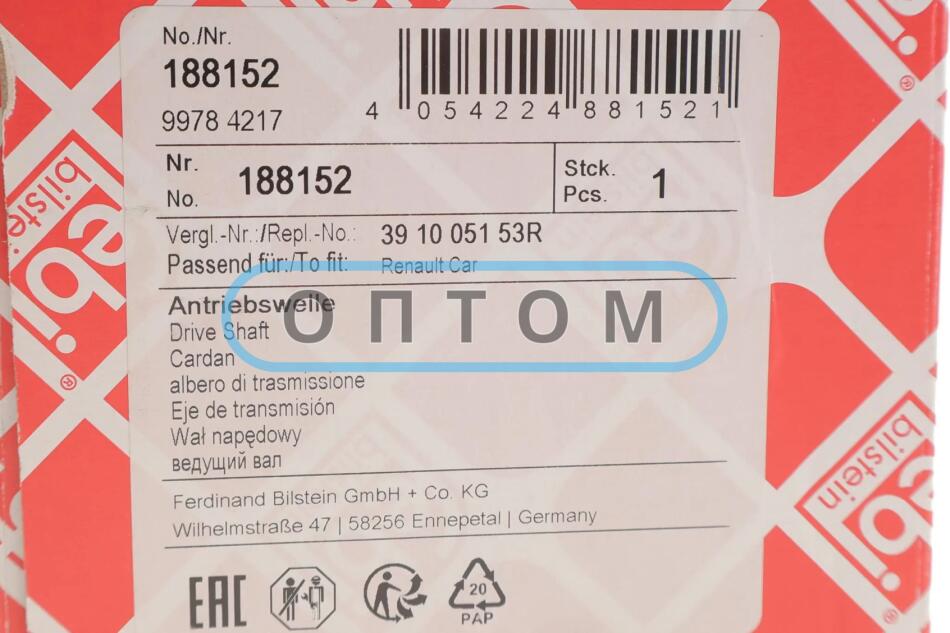 No./Nr.
188152
9978 4217
4 054224 881521
Nr.
No.
188152
Stck.
Pcs.
1
Vergl.-Nr.:/Repl.-No.: 39 10 051 53R
Passend für:/To fit: Renault Car
Antriebswelle
Drive Shaft
Cardan
albero di trasmissione
Eje de transmisión
Wał napędowy
ведущий вал
ОПТОМ
Ferdinand Bilstein GmbH + Co. KG
Wilhelmstraße 47 | 58256 Ennepetal | Germany
EAC
20
PAP
febi
bilstein
®
febi
bilstein
®